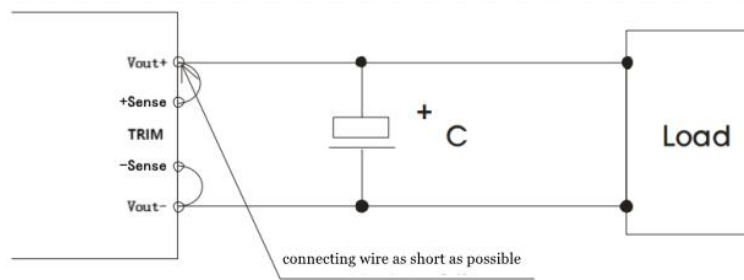 Vout+
+Sense
TRIM
-Sense
Vout-
+
C
Load
connecting wire as short as possible